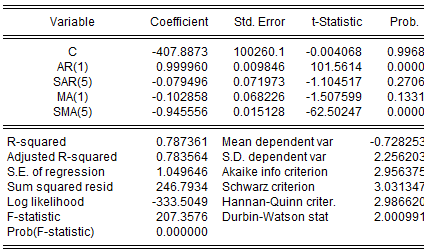 Variable Coefficient Std. Error t-Statistic Prob.
C -407.8873 100260.1 -0.004068 0.9968
AR(1) 0.999960 0.009846 101.5614 0.0000
SAR(5) -0.079496 0.071973 -1.104517 0.2706
MA(1) -0.102858 0.068226 -1.507599 0.1331
SMA(5) -0.945556 0.015128 -62.50247 0.0000
R-squared 0.787361 Mean dependent var -0.728253
Adjusted R-squared 0.783564 S.D. dependent var 2.256203
S.E. of regression 1.049646 Akaike info criterion 2.956375
Sum squared resid 246.7934 Schwarz criterion 3.031347
Log likelihood -333.5049 Hannan-Quinn criter. 2.986620
F-statistic 207.3576 Durbin-Watson stat 2.000991
Prob(F-statistic) 0.000000